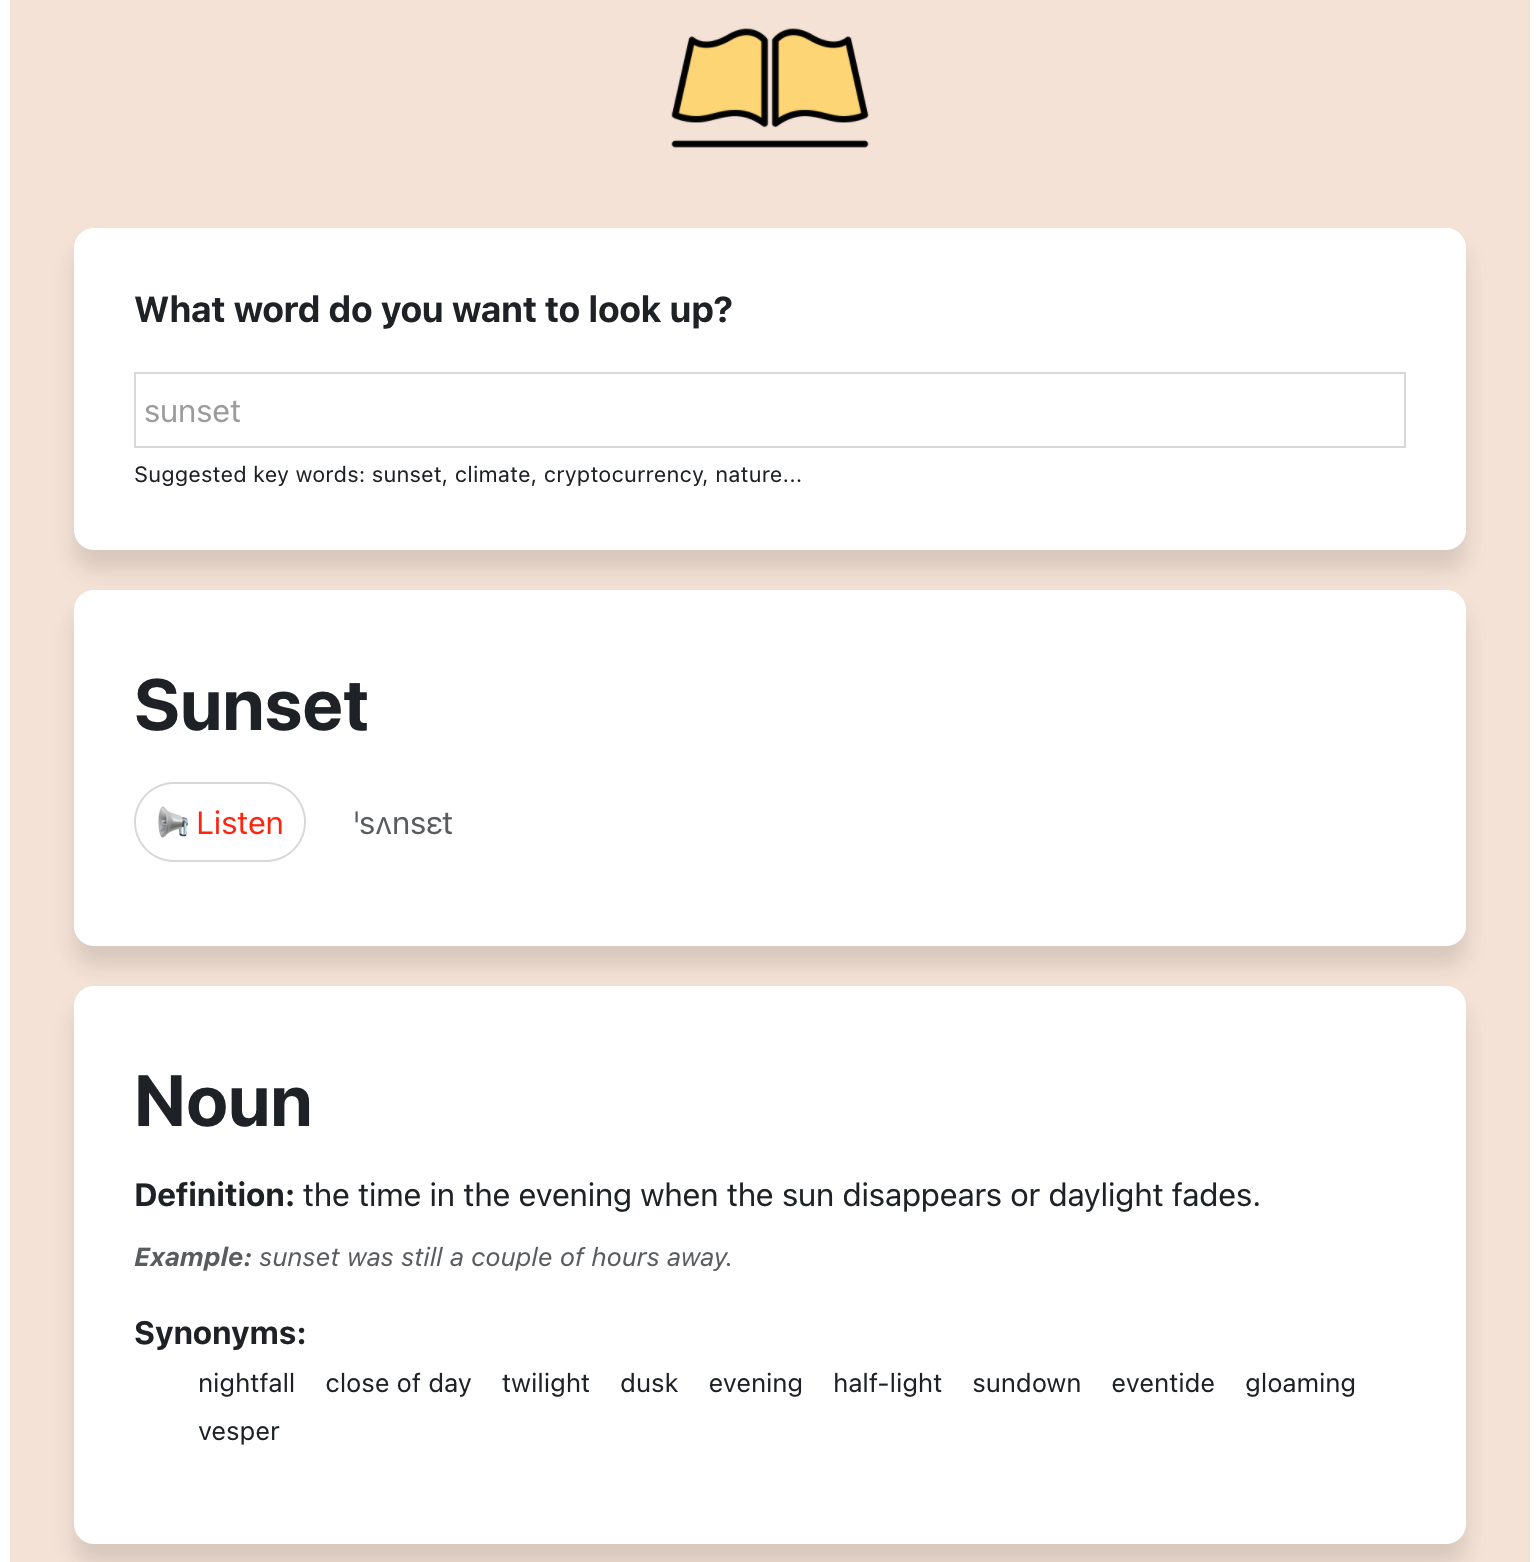 What word do you want to look up?
sunset
Suggested key words: sunset, climate, cryptocurrency, nature...
Sunset
Listen ˈsʌnsɛt
Noun
Definition: the time in the evening when the sun disappears or daylight fades.
Example: sunset was still a couple of hours away.
Synonyms:
nightfall close of day twilight dusk evening half-light sundown eventide gloaming
vesper